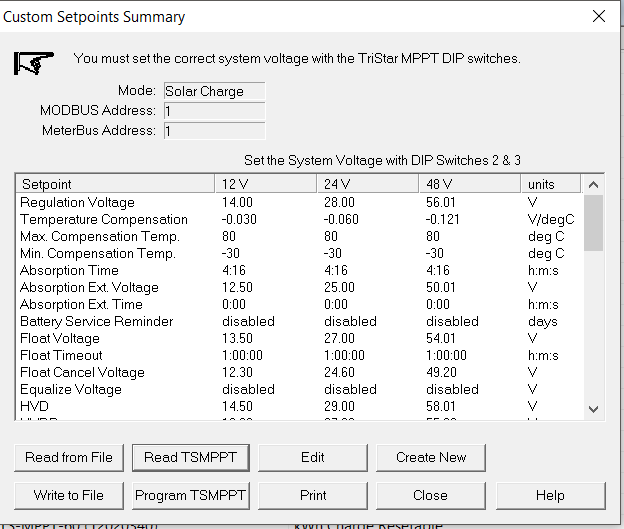 Custom Setpoints Summary
You must set the correct system voltage with the TriStar MPPT DIP switches.
Mode: Solar Charge
MODBUS Address: 1
MeterBus Address: 1
Set the System Voltage with DIP Switches 2 & 3
Setpoint 12 V 24 V 48 V units
Regulation Voltage 14.00 28.00 56.01 V
Temperature Compensation -0.030 -0.060 -0.121 V/degC
Max. Compensation Temp. 80 80 80 deg C
Min. Compensation Temp. -30 -30 -30 deg C
Absorption Time 4:16 4:16 4:16 h:m:s
Absorption Ext. Voltage 12.50 25.00 50.01 V
Absorption Ext. Time 0:00 0:00 0:00 h:m:s
Battery Service Reminder disabled disabled disabled days
Float Voltage 13.50 27.00 54.01 V
Float Timeout 1:00:00 1:00:00 1:00:00 h:m:s
Float Cancel Voltage 12.30 24.60 49.20 V
Equalize Voltage disabled disabled disabled V
HVD 14.50 29.00 58.01 V
Read from File Read TSMPPT Edit Create New
Write to File Program TSMPPT Print Close Help
kWh Charge Resetable